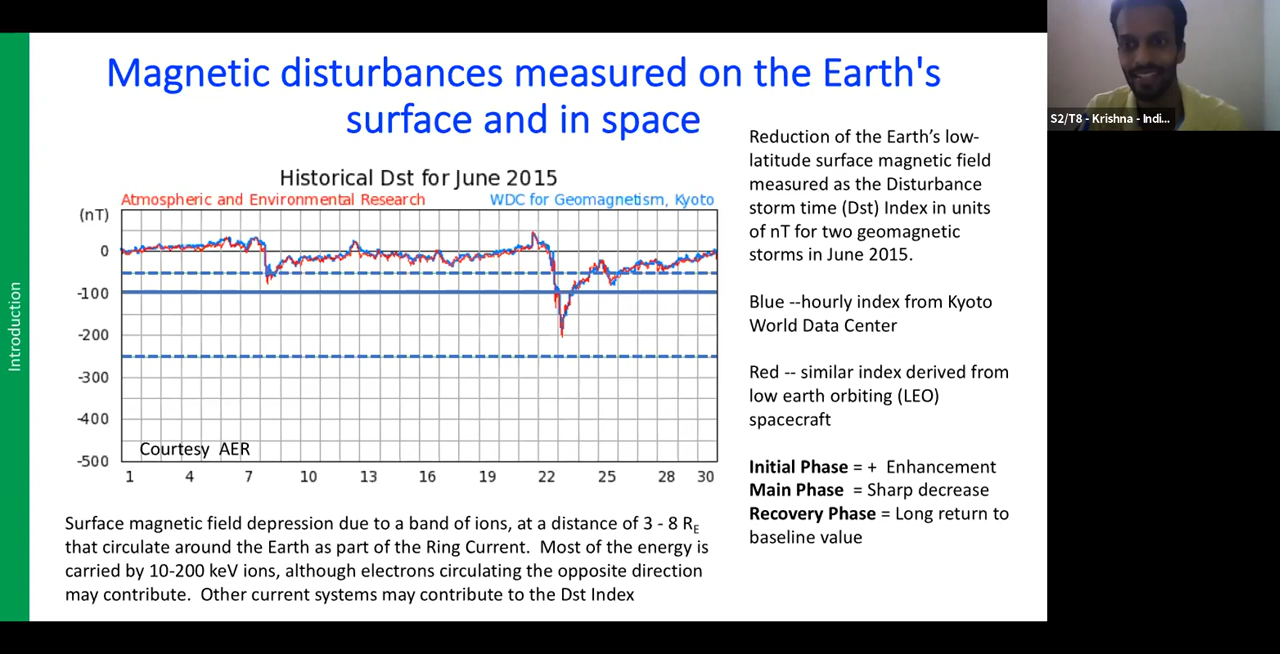 Magnetic disturbances measured on the Earth's
surface and in space
Introduction
Historical Dst for June 2015
Atmospheric and Environmental Research
WDC for Geomagnetism, Kyoto
(nT)
0
-100
-200
-300
-400
-500
Courtesy AER
1 4 7 10 13 16 19 22 25 28 30
Surface magnetic field depression due to a band of ions, at a distance of 3 - 8 RE
that circulate around the Earth as part of the Ring Current. Most of the energy is
carried by 10-200 keV ions, although electrons circulating the opposite direction
may contribute. Other current systems may contribute to the Dst Index
Reduction of the Earth’s low-
latitude surface magnetic field
measured as the Disturbance
storm time (Dst) Index in units
of nT for two geomagnetic
storms in June 2015.
Blue --hourly index from Kyoto
World Data Center
Red -- similar index derived from
low earth orbiting (LEO)
spacecraft
Initial Phase = + Enhancement
Main Phase = Sharp decrease
Recovery Phase = Long return to
baseline value
S2/T8 - Krishna - Indi...